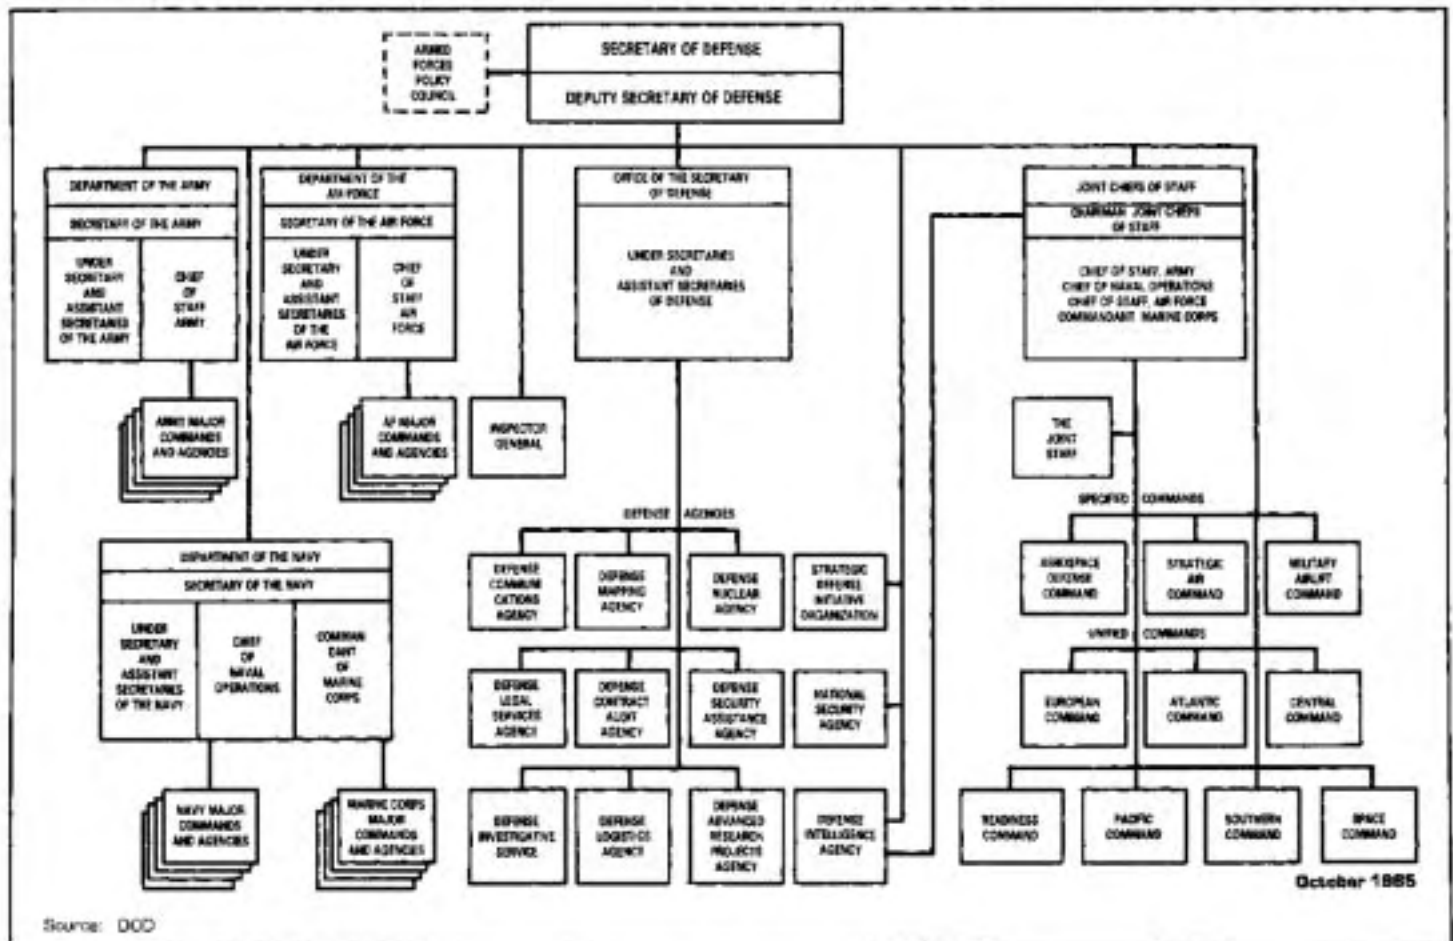 ARMED
FORCES
POLICY
COUNCIL
SECRETARY OF DEFENSE
DEPUTY SECRETARY OF DEFENSE
DEPARTMENT OF THE ARMY
SECRETARY OF THE ARMY
UNDER
SECRETARY
AND
ASSISTANT
SECRETARIES
OF THE ARMY
CHIEF
OF
STAFF
ARMY
DEPARTMENT OF THE
AIR FORCE
SECRETARY OF THE AIR FORCE
UNDER
SECRETARY
AND
ASSISTANT
SECRETARIES
OF THE
AIR FORCE
CHIEF
OF
STAFF
AIR
FORCE
OFFICE OF THE SECRETARY
OF DEFENSE
UNDER SECRETARIES
AND
ASSISTANT SECRETARIES
OF DEFENSE
JOINT CHIEFS OF STAFF
CHAIRMAN JOINT CHIEFS
OF STAFF
CHIEF OF STAFF, ARMY
CHIEF OF NAVAL OPERATIONS
CHIEF OF STAFF, AIR FORCE
COMMANDANT MARINE CORPS
ARMY MAJOR
COMMANDS
AND AGENCIES
AF MAJOR
COMMANDS
AND AGENCIES
INSPECTOR
GENERAL
THE
JOINT
STAFF
DEPARTMENT OF THE NAVY
SECRETARY OF THE NAVY
UNDER
SECRETARY
AND
ASSISTANT
SECRETARIES
OF THE NAVY
CHIEF
OF
NAVAL
OPERATIONS
COMMAN
DANT
OF
MARINE
CORPS
NAVY MAJOR
COMMANDS
AND AGENCIES
MARINE CORPS
MAJOR
COMMANDS
AND AGENCIES
DEFENSE AGENCIES
DEFENSE
COMMUNI
CATIONS
AGENCY
DEFENSE
MAPPING
AGENCY
DEFENSE
NUCLEAR
AGENCY
STRATEGIC
DEFENSE
INITIATIVE
ORGANIZATION
DEFENSE
LEGAL
SERVICES
AGENCY
DEFENSE
CONTRACT
AUDIT
AGENCY
DEFENSE
SECURITY
ASSISTANCE
AGENCY
NATIONAL
SECURITY
AGENCY
DEFENSE
INVESTIGATIVE
SERVICE
DEFENSE
LOGISTICS
AGENCY
DEFENSE
ADVANCED
RESEARCH
PROJECTS
AGENCY
DEFENSE
INTELLIGENCE
AGENCY
SPECIFIED COMMANDS
AEROSPACE
DEFENSE
COMMAND
STRATEGIC
AIR
COMMAND
MILITARY
AIRLIFT
COMMAND
UNIFIED COMMANDS
EUROPEAN
COMMAND
ATLANTIC
COMMAND
CENTRAL
COMMAND
READINESS
COMMAND
PACIFIC
COMMAND
SOUTHERN
COMMAND
SPACE
COMMAND
October 1985
Source: DOD